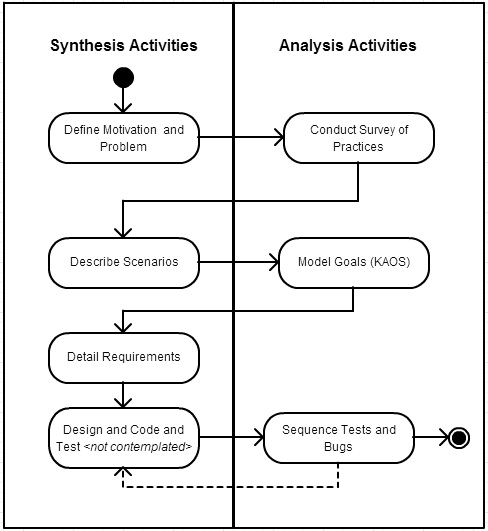 Synthesis Activities
Analysis Activities
Define Motivation and
Problem
Conduct Survey of
Practices
Describe Scenarios
Model Goals (KAOS)
Detail Requirements
Design and Code and
Test <not contemplated>
Sequence Tests and
Bugs